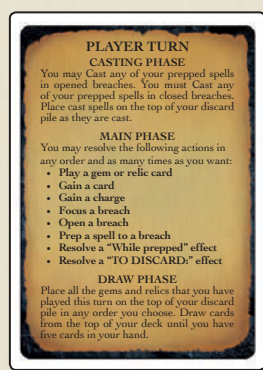 PLAYER TURN
CASTING PHASE
You may Cast any of your prepped spells
in opened breaches. You must Cast any
of your prepped spells in closed breaches.
Place cast spells on the top of your discard
pile as they are cast.
MAIN PHASE
You may resolve the following actions in
any order and as many times as you want:
• Play a gem or relic card
• Gain a card
• Gain a charge
• Focus a breach
• Open a breach
• Prep a spell to a breach
• Resolve a “While prepped” effect
• Resolve a “TO DISCARD:” effect
DRAW PHASE
Place all the gems and relics that you have
played this turn on the top of your discard
pile in any order you choose. Draw cards
from the top of your deck until you have
five cards in your hand.